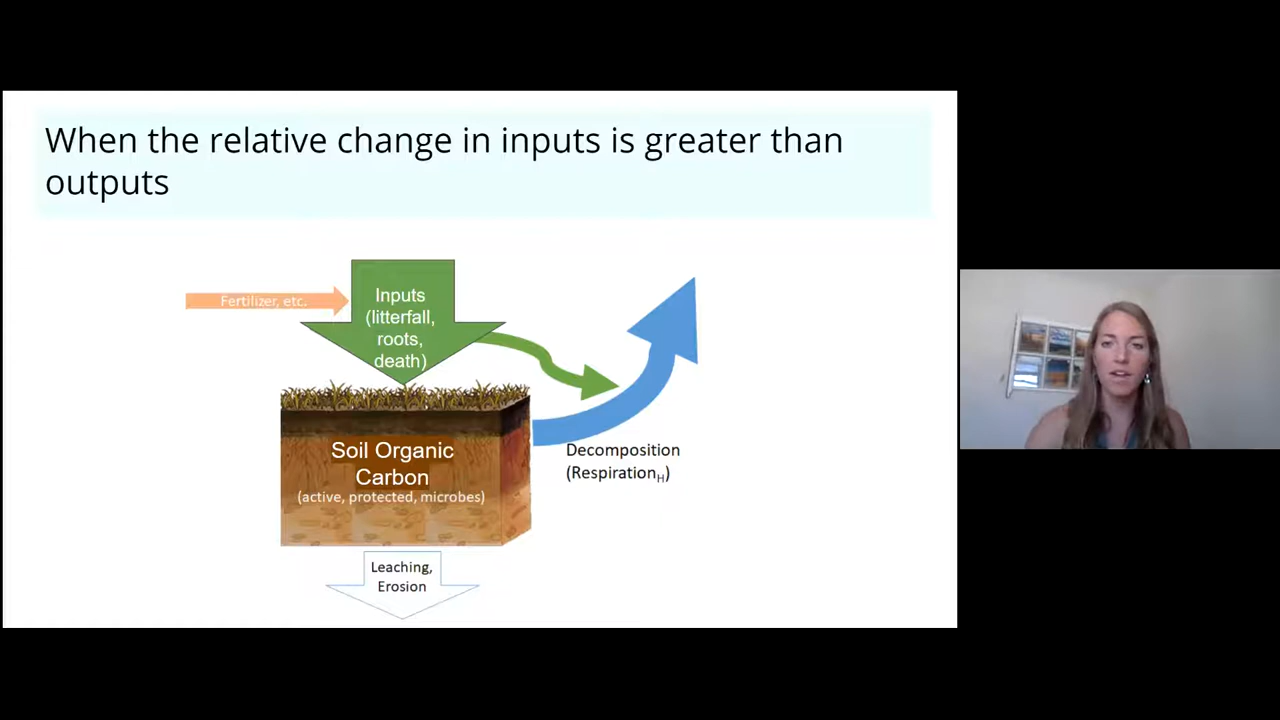 When the relative change in inputs is greater than
outputs
Fertilizer, etc.
Inputs
(litterfall,
roots,
death)
Soil Organic
Carbon
(active, protected, microbes)
Decomposition
(RespirationH)
Leaching,
Erosion